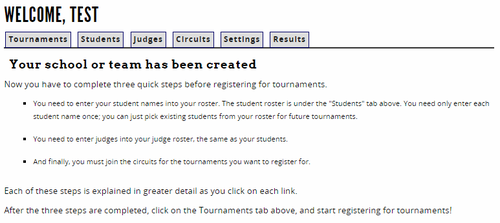 WELCOME, TEST
Tournaments Students Judges Circuits Settings Results
Your school or team has been created
Now you have to complete three quick steps before registering for tournaments.
You need to enter your student names into your roster. The student roster is under the "Students" tab above. You need only enter each
student name once; you can just pick existing students from your roster for future tournaments.
You need to enter judges into your judge roster, the same as your students.
And finally, you must join the circuits for the tournaments you want to register for.
Each of these steps is explained in greater detail as you click on each link.
After the three steps are completed, click on the Tournaments tab above, and start registering for tournaments!